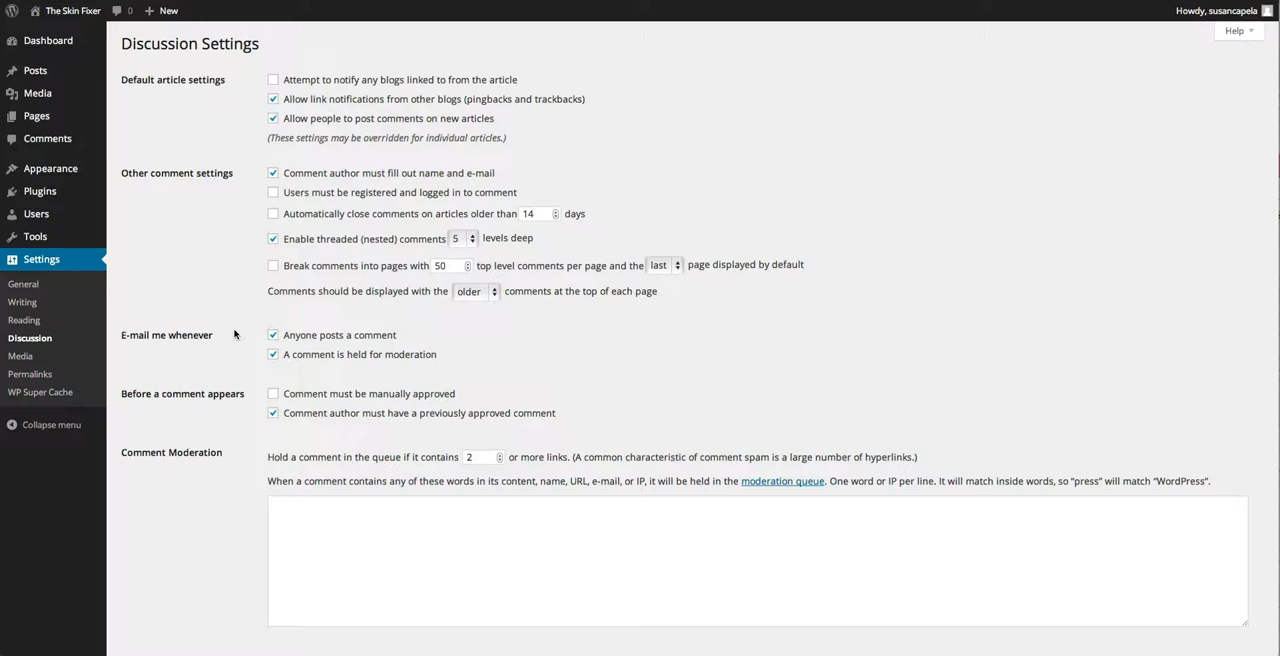 The Skin Fixer 0 New Howdy, susancapela
Help
Dashboard
Posts
Media
Pages
Comments
Appearance
Plugins
Users
Tools
Settings
General
Writing
Reading
Discussion
Media
Permalinks
WP Super Cache
Collapse menu
Discussion Settings
Default article settings
Attempt to notify any blogs linked to from the article
Allow link notifications from other blogs (pingbacks and trackbacks)
Allow people to post comments on new articles
(These settings may be overridden for individual articles.)
Other comment settings
Comment author must fill out name and e-mail
Users must be registered and logged in to comment
Automatically close comments on articles older than 14 days
Enable threaded (nested) comments 5 levels deep
Break comments into pages with 50 top level comments per page and the last page displayed by default
Comments should be displayed with the older comments at the top of each page
E-mail me whenever
Anyone posts a comment
A comment is held for moderation
Before a comment appears
Comment must be manually approved
Comment author must have a previously approved comment
Comment Moderation
Hold a comment in the queue if it contains 2 or more links. (A common characteristic of comment spam is a large number of hyperlinks.)
When a comment contains any of these words in its content, name, URL, e-mail, or IP, it will be held in the moderation queue. One word or IP per line. It will match inside words, so “press” will match “WordPress”.